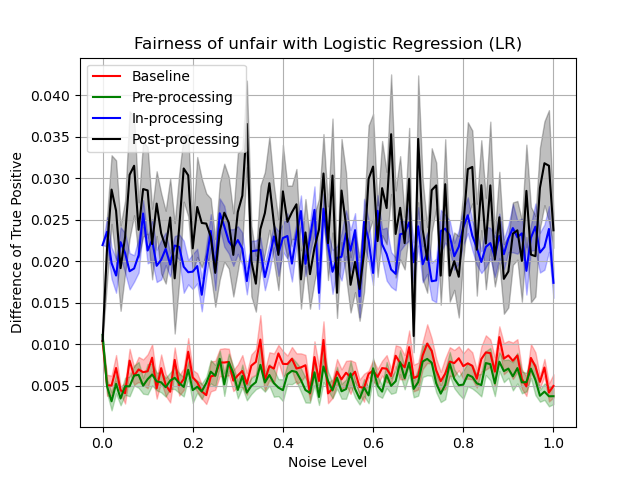 Fairness of unfair with Logistic Regression (LR)
Baseline
Pre-processing
In-processing
Post-processing
Difference of True Positive
0.040
0.035
0.030
0.025
0.020
0.015
0.010
0.005
0.0 0.2 0.4 0.6 0.8 1.0
Noise Level